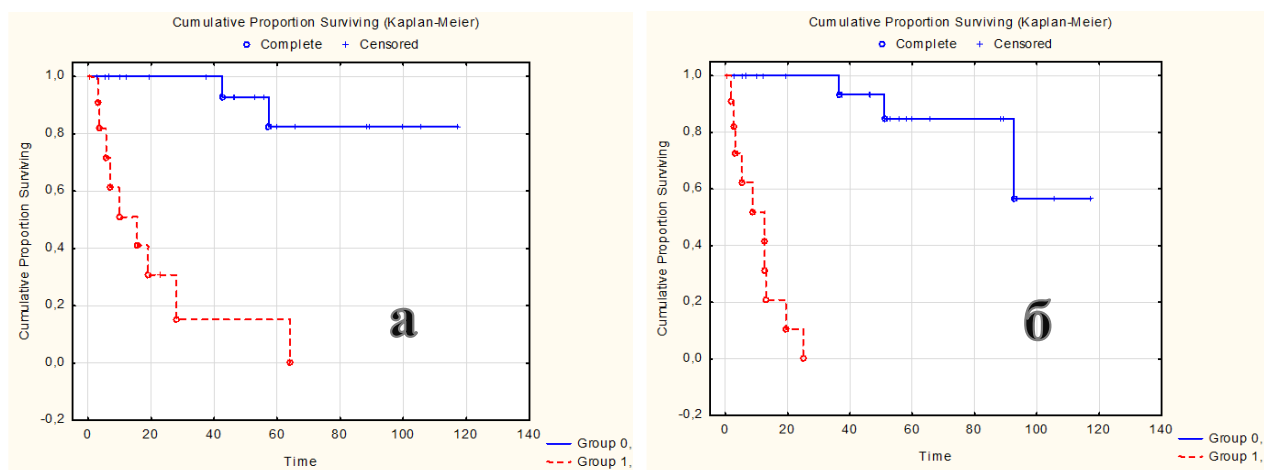 Cumulative Proportion Surviving (Kaplan-Meier)
Complete Censored
Cumulative Proportion Surviving
1,0
0,8
0,6
0,4
0,2
0,0
-0,2
0 20 40 60 80 100 120 140
Time
Group 0,
Group 1,
а
Cumulative Proportion Surviving (Kaplan-Meier)
Complete Censored
Cumulative Proportion Surviving
1,0
0,8
0,6
0,4
0,2
0,0
-0,2
0 20 40 60 80 100 120 140
Time
Group 0,
Group 1,
б